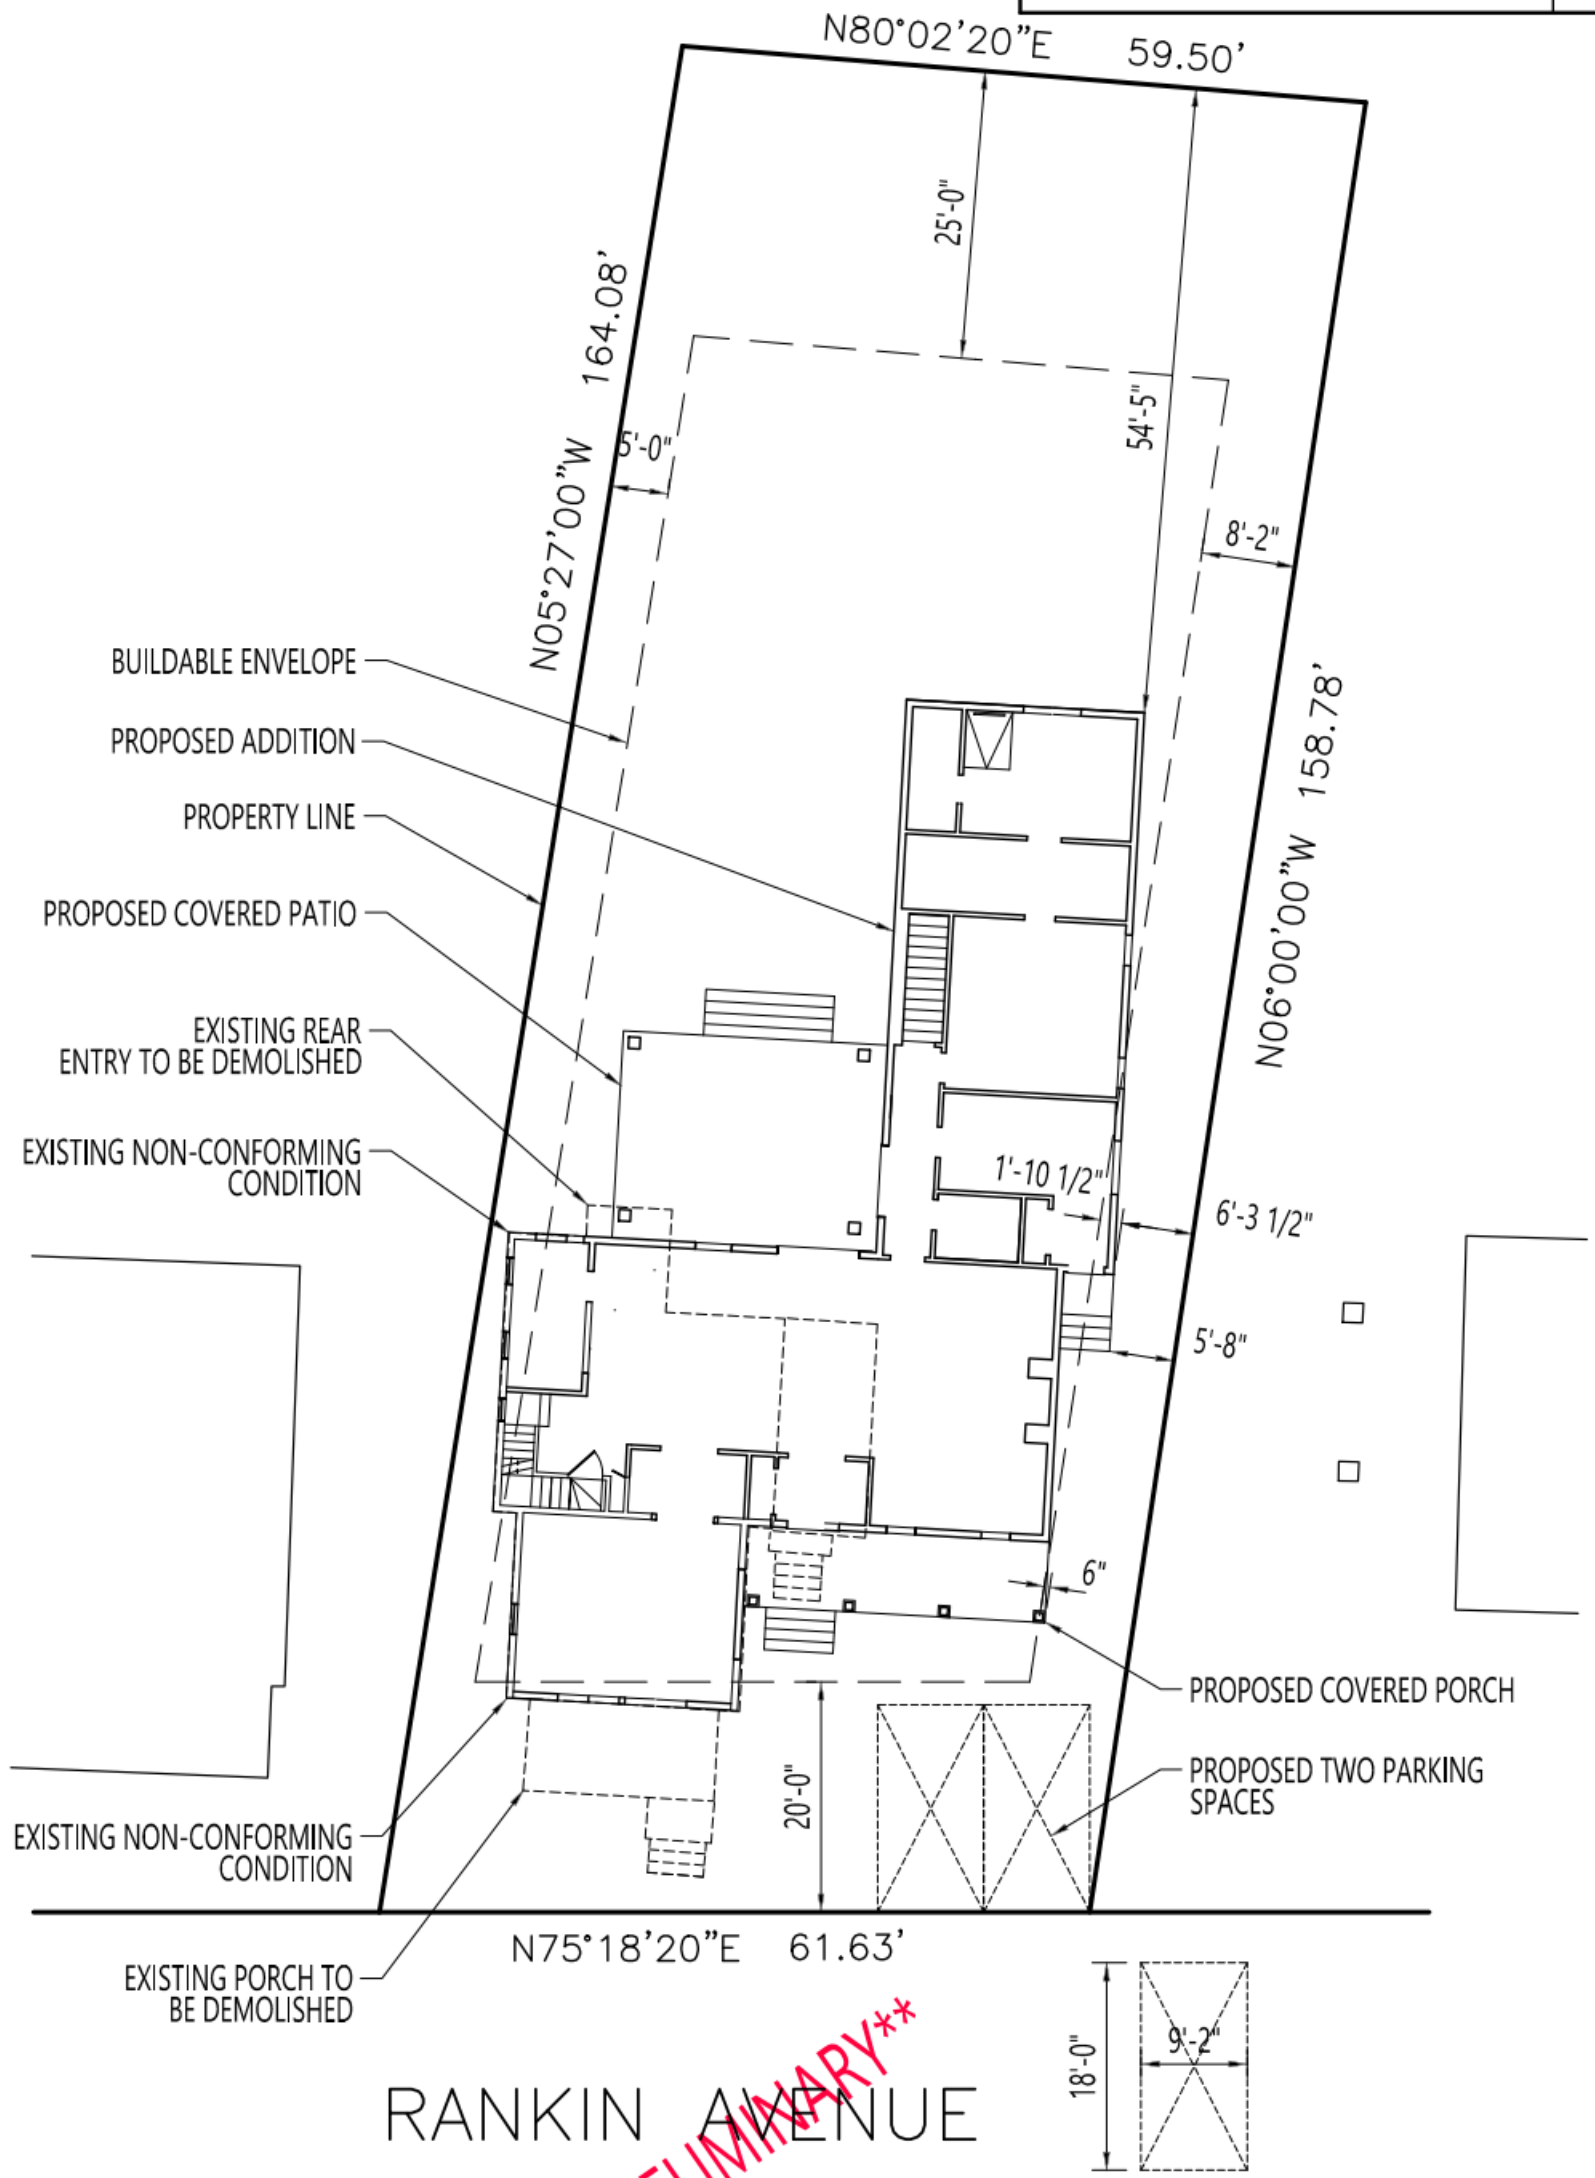 N80°02'20"E 59.50'
25'-0"
164.08'
54'-5"
5'-0"
N05°27'00"W
8'-2"
BUILDABLE ENVELOPE
158.78'
PROPOSED ADDITION
PROPERTY LINE
N06°00'00"W
PROPOSED COVERED PATIO
EXISTING REAR
ENTRY TO BE DEMOLISHED
EXISTING NON-CONFORMING
CONDITION
1'-10 1/2"
6'-3 1/2"
5'-8"
6"
PROPOSED COVERED PORCH
PROPOSED TWO PARKING
SPACES
20'-0"
EXISTING NON-CONFORMING
CONDITION
N75°18'20"E 61.63'
EXISTING PORCH TO
BE DEMOLISHED
18'-0"
9'-2"
RANKIN AVENUE
LIMINARY**